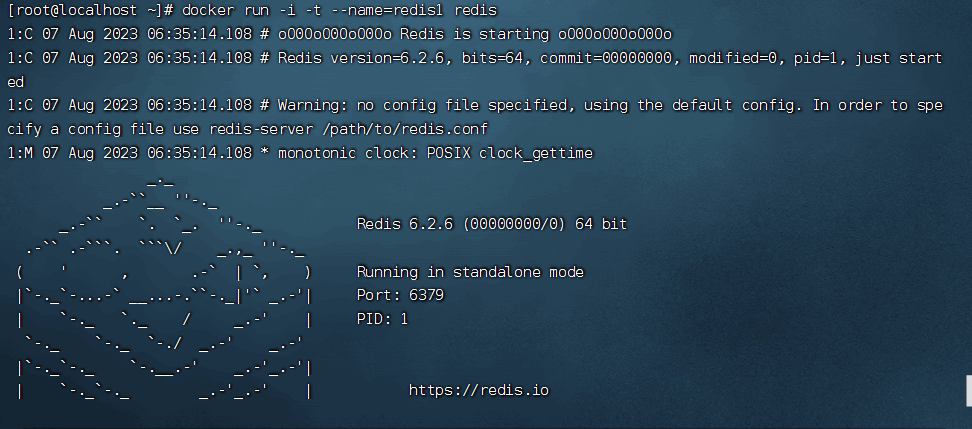 [root@localhost ~]# docker run -i -t --name=redis1 redis
1:C 07 Aug 2023 06:35:14.108 # oO0OoO0OoO0Oo Redis is starting oO0OoO0OoO0Oo
1:C 07 Aug 2023 06:35:14.108 # Redis version=6.2.6, bits=64, commit=00000000, modified=0, pid=1, just start
ed
1:C 07 Aug 2023 06:35:14.108 # Warning: no config file specified, using the default config. In order to spe
cify a config file use redis-server /path/to/redis.conf
1:M 07 Aug 2023 06:35:14.108 * monotonic clock: POSIX clock_gettime
Redis 6.2.6 (00000000/0) 64 bit
Running in standalone mode
Port: 6379
PID: 1
https://redis.io